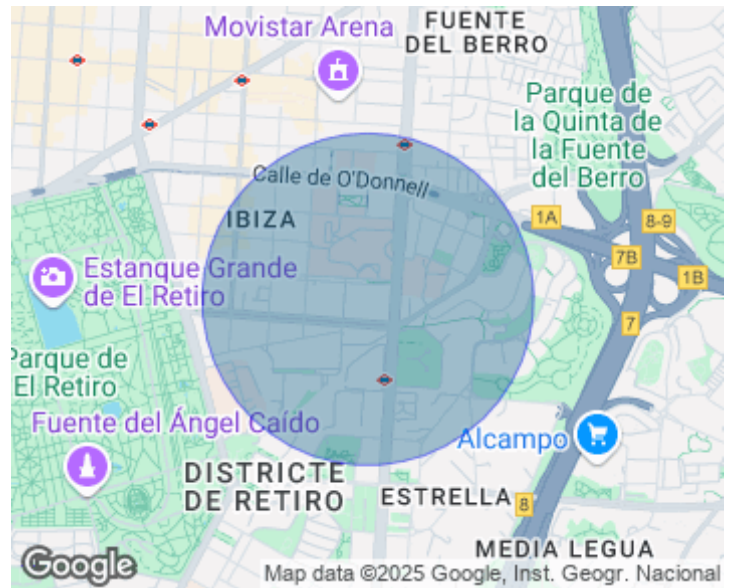 Movistar Arena
FUENTE
DEL BERRO
Parque de
la Quinta de
la Fuente
del Berro
Calle de O'Donnell
IBIZA
1A
8-9
7B
1B
7
Estanque Grande
de El Retiro
Parque de
El Retiro
Fuente del Ángel Caído
Alcampo
DISTRICTE
DE RETIRO
ESTRELLA
8
MEDIA LEGUA
Google
Map data ©2025 Google, Inst. Geogr. Nacional